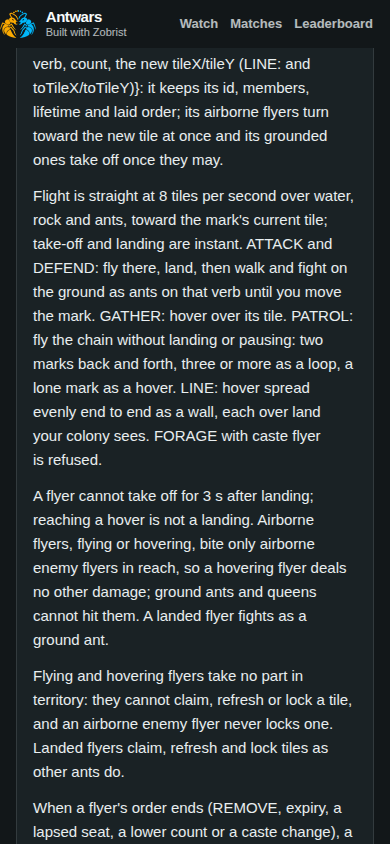 Antwars
Built with Zobrist
Watch Matches Leaderboard
verb, count, the new tileX/tileY (LINE: and
toTileX/toTileY)}: it keeps its id, members,
lifetime and laid order; its airborne flyers turn
toward the new tile at once and its grounded
ones take off once they may.
Flight is straight at 8 tiles per second over water,
rock and ants, toward the mark's current tile;
take-off and landing are instant. ATTACK and
DEFEND: fly there, land, then walk and fight on
the ground as ants on that verb until you move
the mark. GATHER: hover over its tile. PATROL:
fly the chain without landing or pausing: two
marks back and forth, three or more as a loop, a
lone mark as a hover. LINE: hover spread
evenly end to end as a wall, each over land
your colony sees. FORAGE with caste flyer
is refused.
A flyer cannot take off for 3 s after landing;
reaching a hover is not a landing. Airborne
flyers, flying or hovering, bite only airborne
enemy flyers in reach, so a hovering flyer deals
no other damage; ground ants and queens
cannot hit them. A landed flyer fights as a
ground ant.
Flying and hovering flyers take no part in
territory: they cannot claim, refresh or lock a tile,
and an airborne enemy flyer never locks one.
Landed flyers claim, refresh and lock tiles as
other ants do.
When a flyer's order ends (REMOVE, expiry, a
lapsed seat, a lower count or a caste change), a